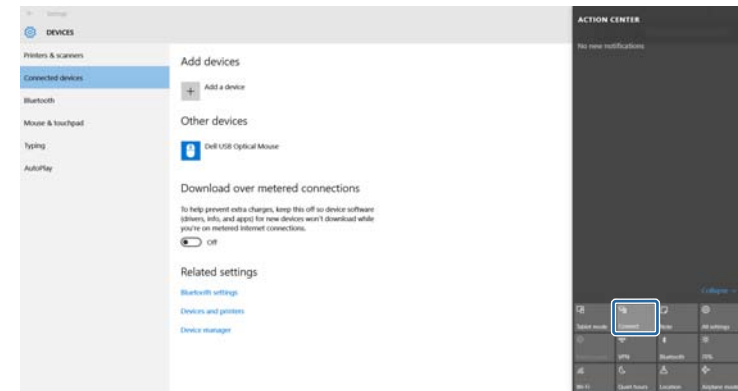 Settings
DEVICES
Printers & scanners
Connected devices
Bluetooth
Mouse & touchpad
Typing
AutoPlay
Add devices
Add a device
Other devices
Dell USB Optical Mouse
Download over metered connections
To help prevent extra charges, keep this off so device software
(drivers, info, and apps) for new devices won't download while
you're on metered Internet connections.
Off
Related settings
Bluetooth settings
Devices and printers
Device manager
ACTION CENTER
No new notifications
Collapse
Tablet mode
Connect
Note
All settings
VPN
Bluetooth
Wi-Fi
Quiet hours
Location
Airplane mode